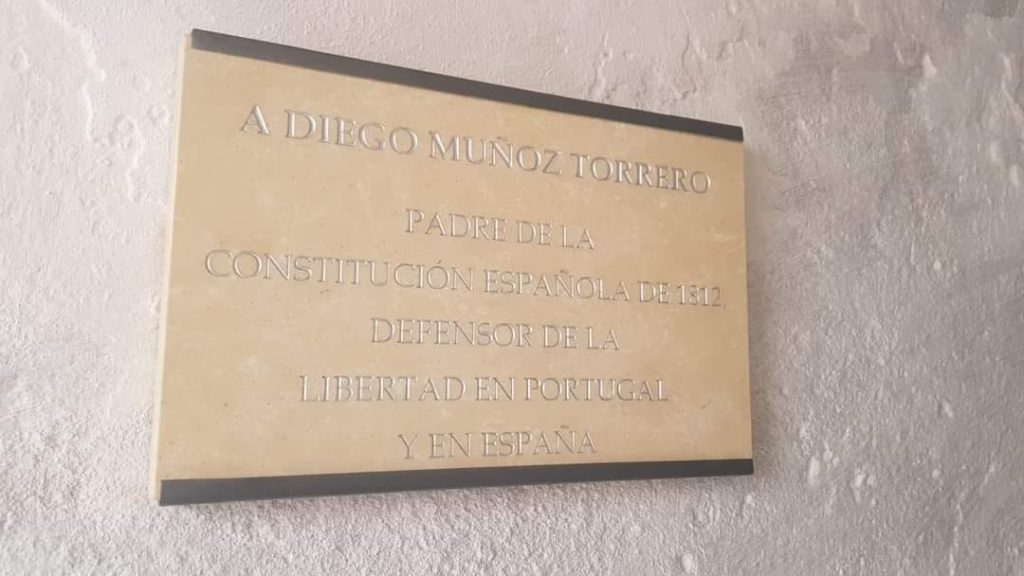 A DIEGO MUÑOZ TORRERO
PADRE DE LA
CONSTITUCIÓN ESPAÑOLA DE 1812,
DEFENSOR DE LA
LIBERTAD EN PORTUGAL
Y EN ESPAÑA